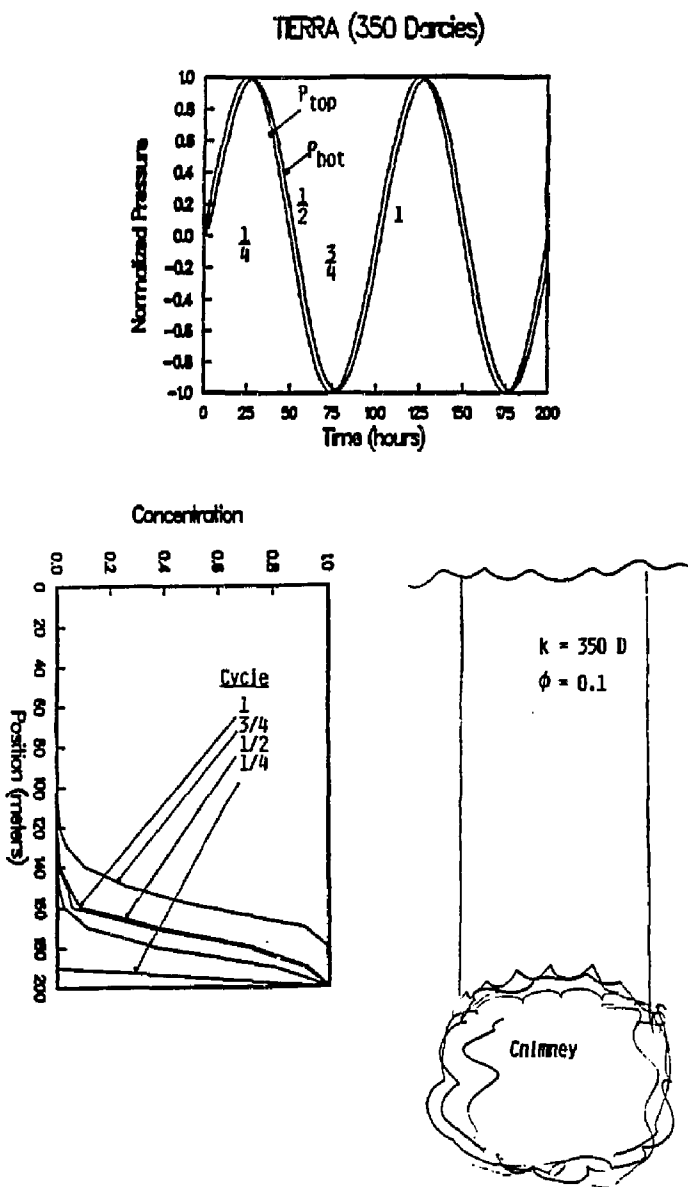 TIERRA (350 Darcies)
Normalized Pressure
1.0
0.8
0.6
0.4
0.2
0.0
-0.2
-0.4
-0.6
-0.8
-1.0
P top
P bot
1/4
1/2
3/4
1
0 25 50 75 100 125 150 175 200
Time (hours)
Concentration
0.0 0.2 0.4 0.6 0.8 1.0
0
20
40
60
80
100
120
140
160
180
200
Position (meters)
Cycle
1
3/4
1/2
1/4
k = 350 D
ϕ = 0.1
Cnimney